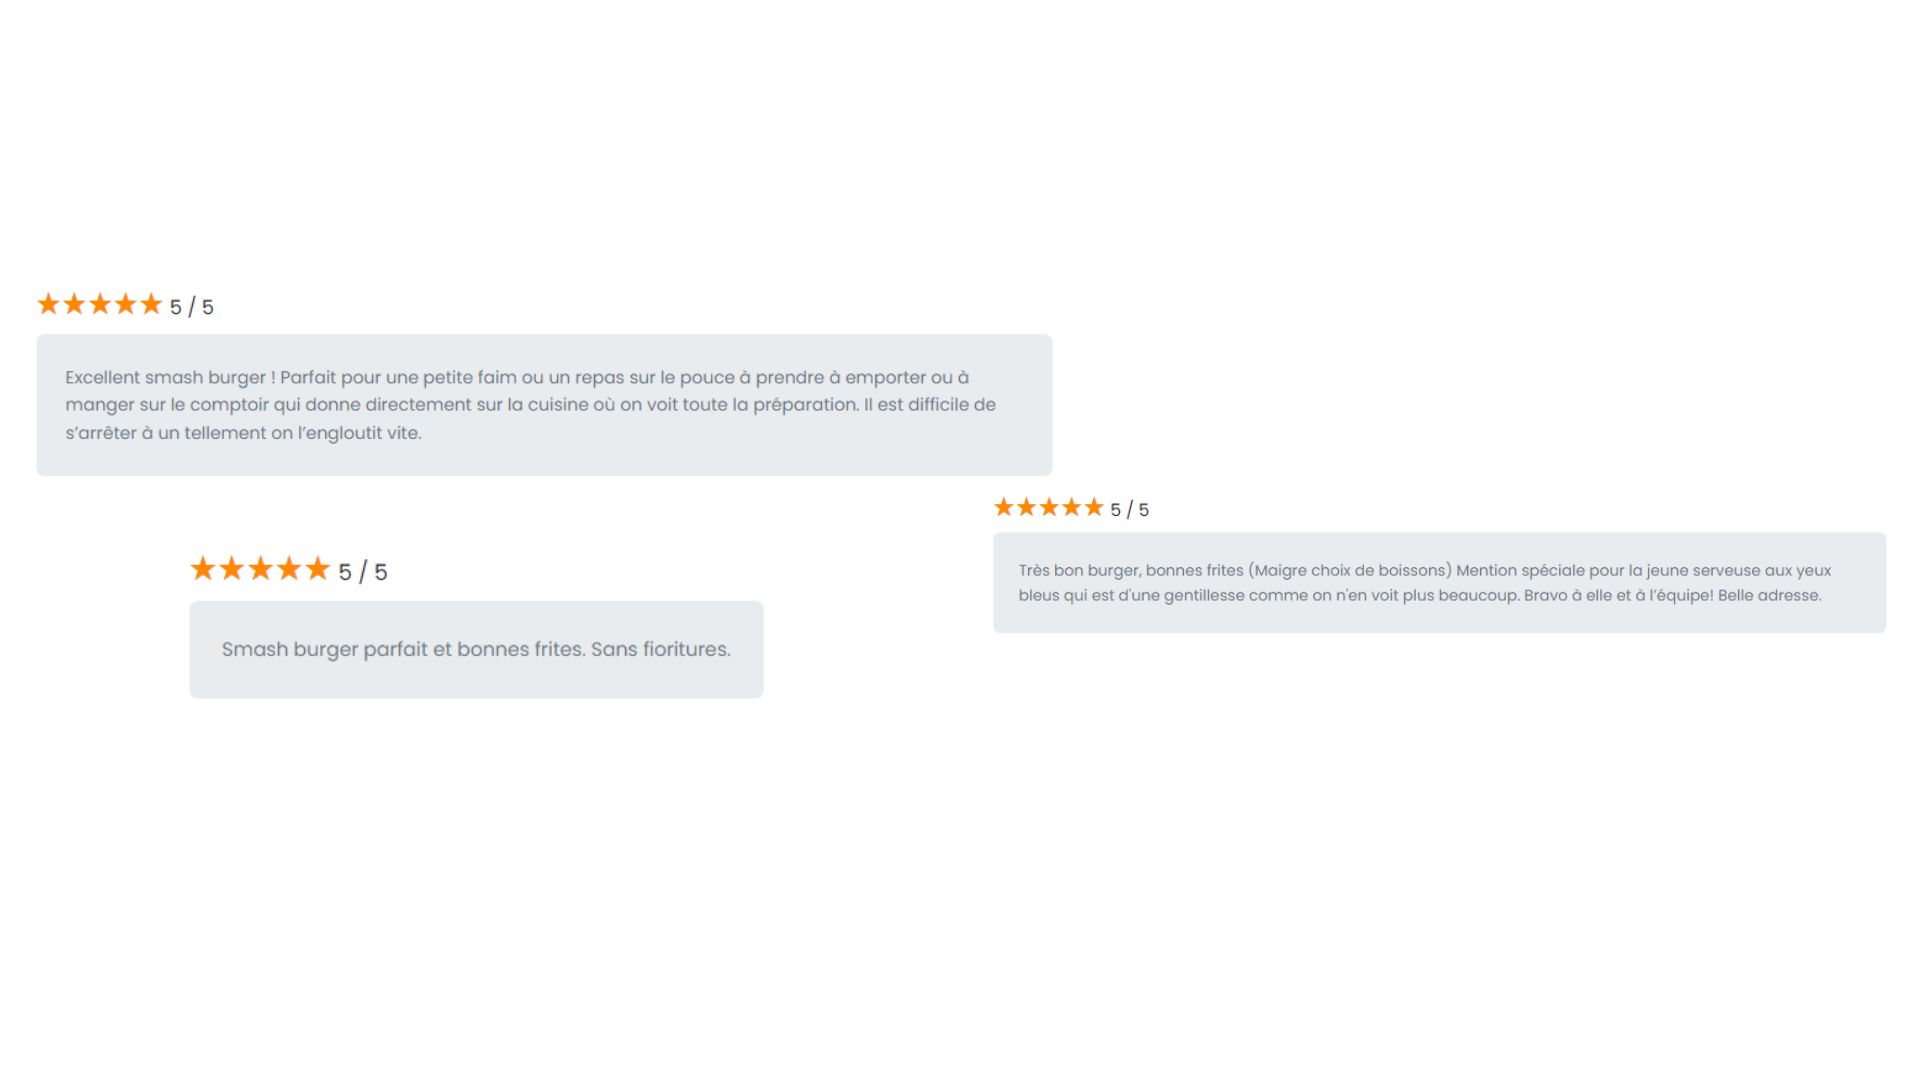 ★★★★★ 5 / 5
Excellent smash burger ! Parfait pour une petite faim ou un repas sur le pouce à prendre à emporter ou à
manger sur le comptoir qui donne directement sur la cuisine où on voit toute la préparation. Il est difficile de
s’arrêter à un tellement on l’engloutit vite.
★★★★★ 5 / 5
Très bon burger, bonnes frites (Maigre choix de boissons) Mention spéciale pour la jeune serveuse aux yeux
bleus qui est d'une gentillesse comme on n'en voit plus beaucoup. Bravo à elle et à l’équipe! Belle adresse.
★★★★★ 5 / 5
Smash burger parfait et bonnes frites. Sans fioritures.